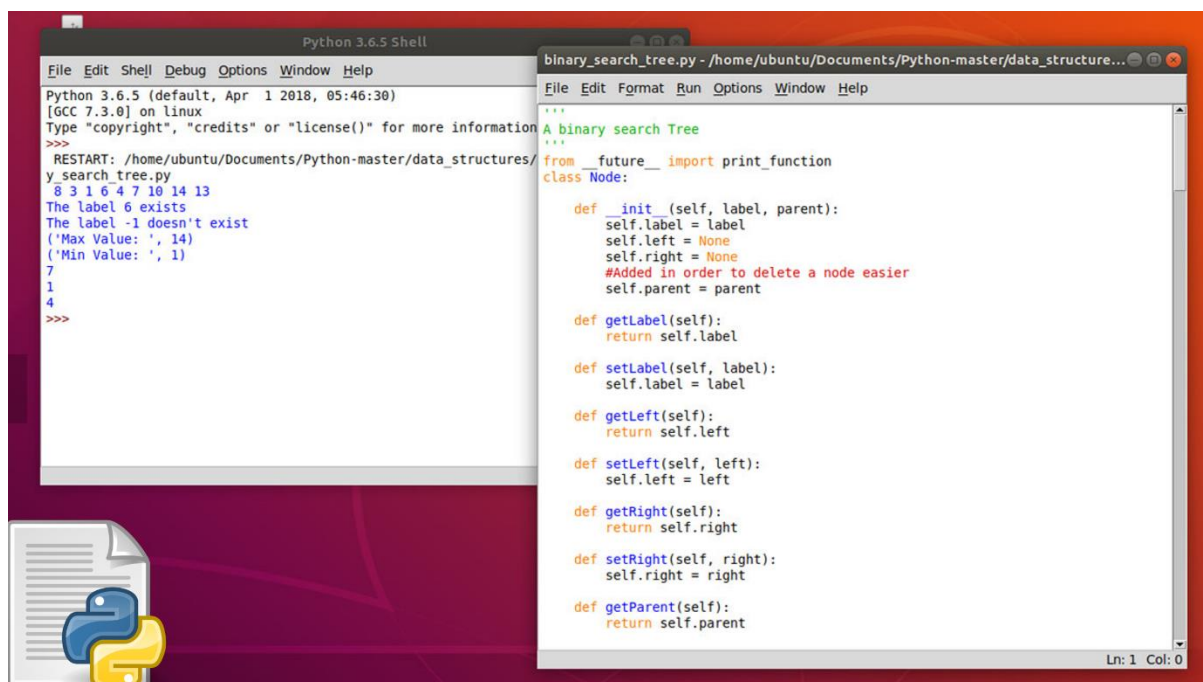 Python 3.6.5 Shell
File Edit Shell Debug Options Window Help
Python 3.6.5 (default, Apr  1 2018, 05:46:30)
[GCC 7.3.0] on linux
Type "copyright", "credits" or "license()" for more information
>>>
 RESTART: /home/ubuntu/Documents/Python-master/data_structures/
y_search_tree.py
 8 3 1 6 4 7 10 14 13
The label 6 exists
The label -1 doesn't exist
('Max Value: ', 14)
('Min Value: ', 1)
7
1
4
>>>
binary_search_tree.py - /home/ubuntu/Documents/Python-master/data_structure...
File Edit Format Run Options Window Help
'''
A binary search Tree
'''
from __future__ import print_function
class Node:

    def __init__(self, label, parent):
        self.label = label
        self.left = None
        self.right = None
        #Added in order to delete a node easier
        self.parent = parent

    def getLabel(self):
        return self.label

    def setLabel(self, label):
        self.label = label

    def getLeft(self):
        return self.left

    def setLeft(self, left):
        self.left = left

    def getRight(self):
        return self.right

    def setRight(self, right):
        self.right = right

    def getParent(self):
        return self.parent
Ln: 1 Col: 0